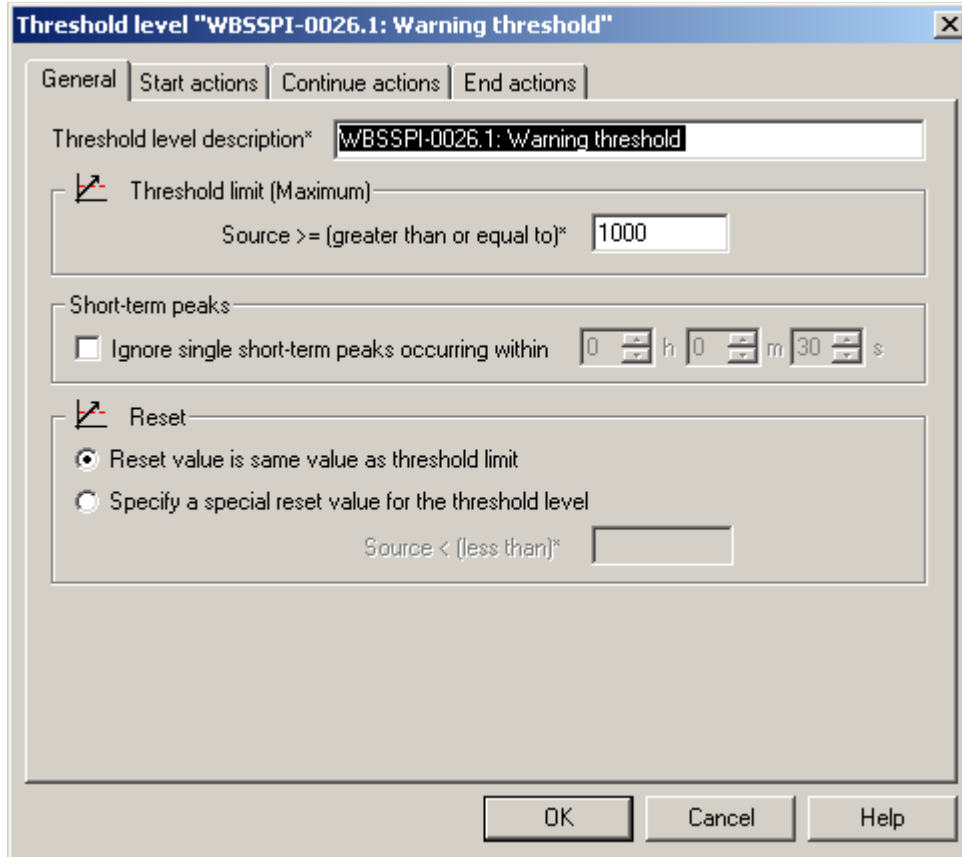 Threshold level "WBSSPI-0026.1: Warning threshold"
General Start actions Continue actions End actions
Threshold level description* WBSSPI-0026.1: Warning threshold
Threshold limit (Maximum)
Source >= (greater than or equal to)* 1000
Short-term peaks
Ignore single short-term peaks occurring within 0 h 0 m 30 s
Reset
Reset value is same value as threshold limit
Specify a special reset value for the threshold level
Source < (less than)*
OK Cancel Help